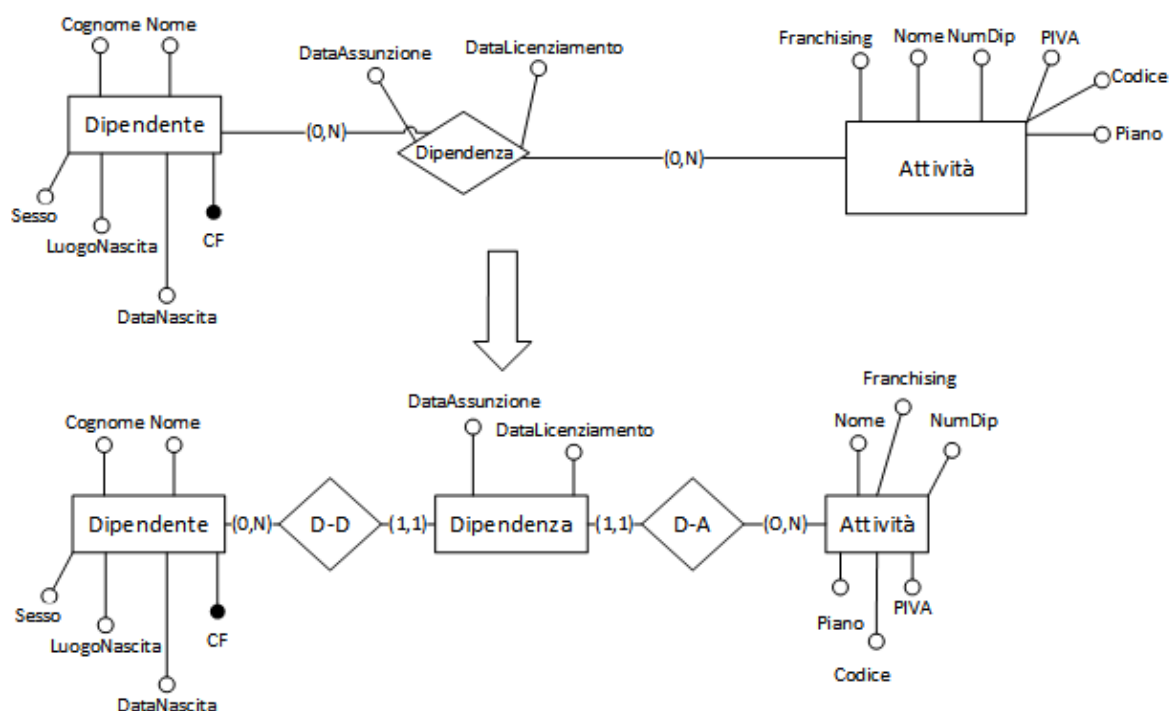 Cognome Nome
DataAssunzione
DataLicenziamento
Franchising
Nome NumDip
PIVA
Codice
Piano
Dipendente
(0,N)
Dipendenza
(0,N)
Attività
Sesso
LuogoNascita
CF
DataNascita
Franchising
DataAssunzione
Cognome Nome
DataLicenziamento
Nome
NumDip
Dipendente
(0,N)
D-D
(1,1)
Dipendenza
(1,1)
D-A
(0,N)
Attività
Sesso
LuogoNascita
CF
DataNascita
Piano
PIVA
Codice